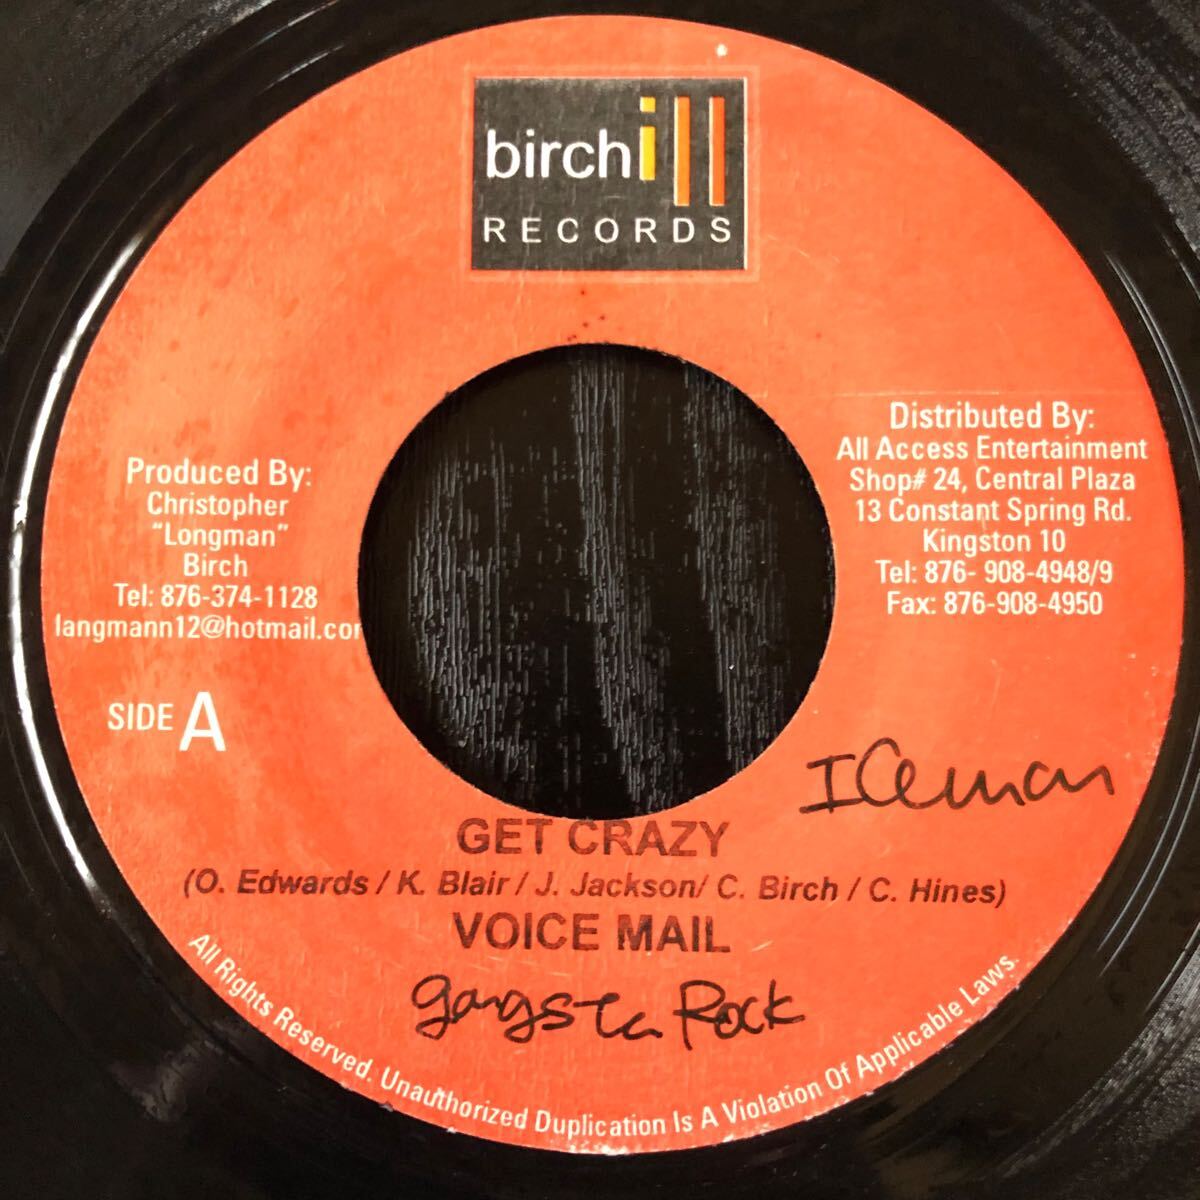 birchill
RECORDS
Produced By:
Christopher
"Longman"
Birch
Tel: 876-374-1128
langmann12@hotmail.cor
SIDE A
Distributed By:
All Access Entertainment
Shop# 24, Central Plaza
13 Constant Spring Rd.
Kingston 10
Tel: 876- 908-4948/9
Fax: 876-908-4950
Iceman
GET CRAZY
(O. Edwards / K. Blair / J. Jackson/ C. Birch / C. Hines)
VOICE MAIL
gangsta Rock
All Rights Reserved. Unauthorized Duplication Is A Violation Of Applicable Laws.